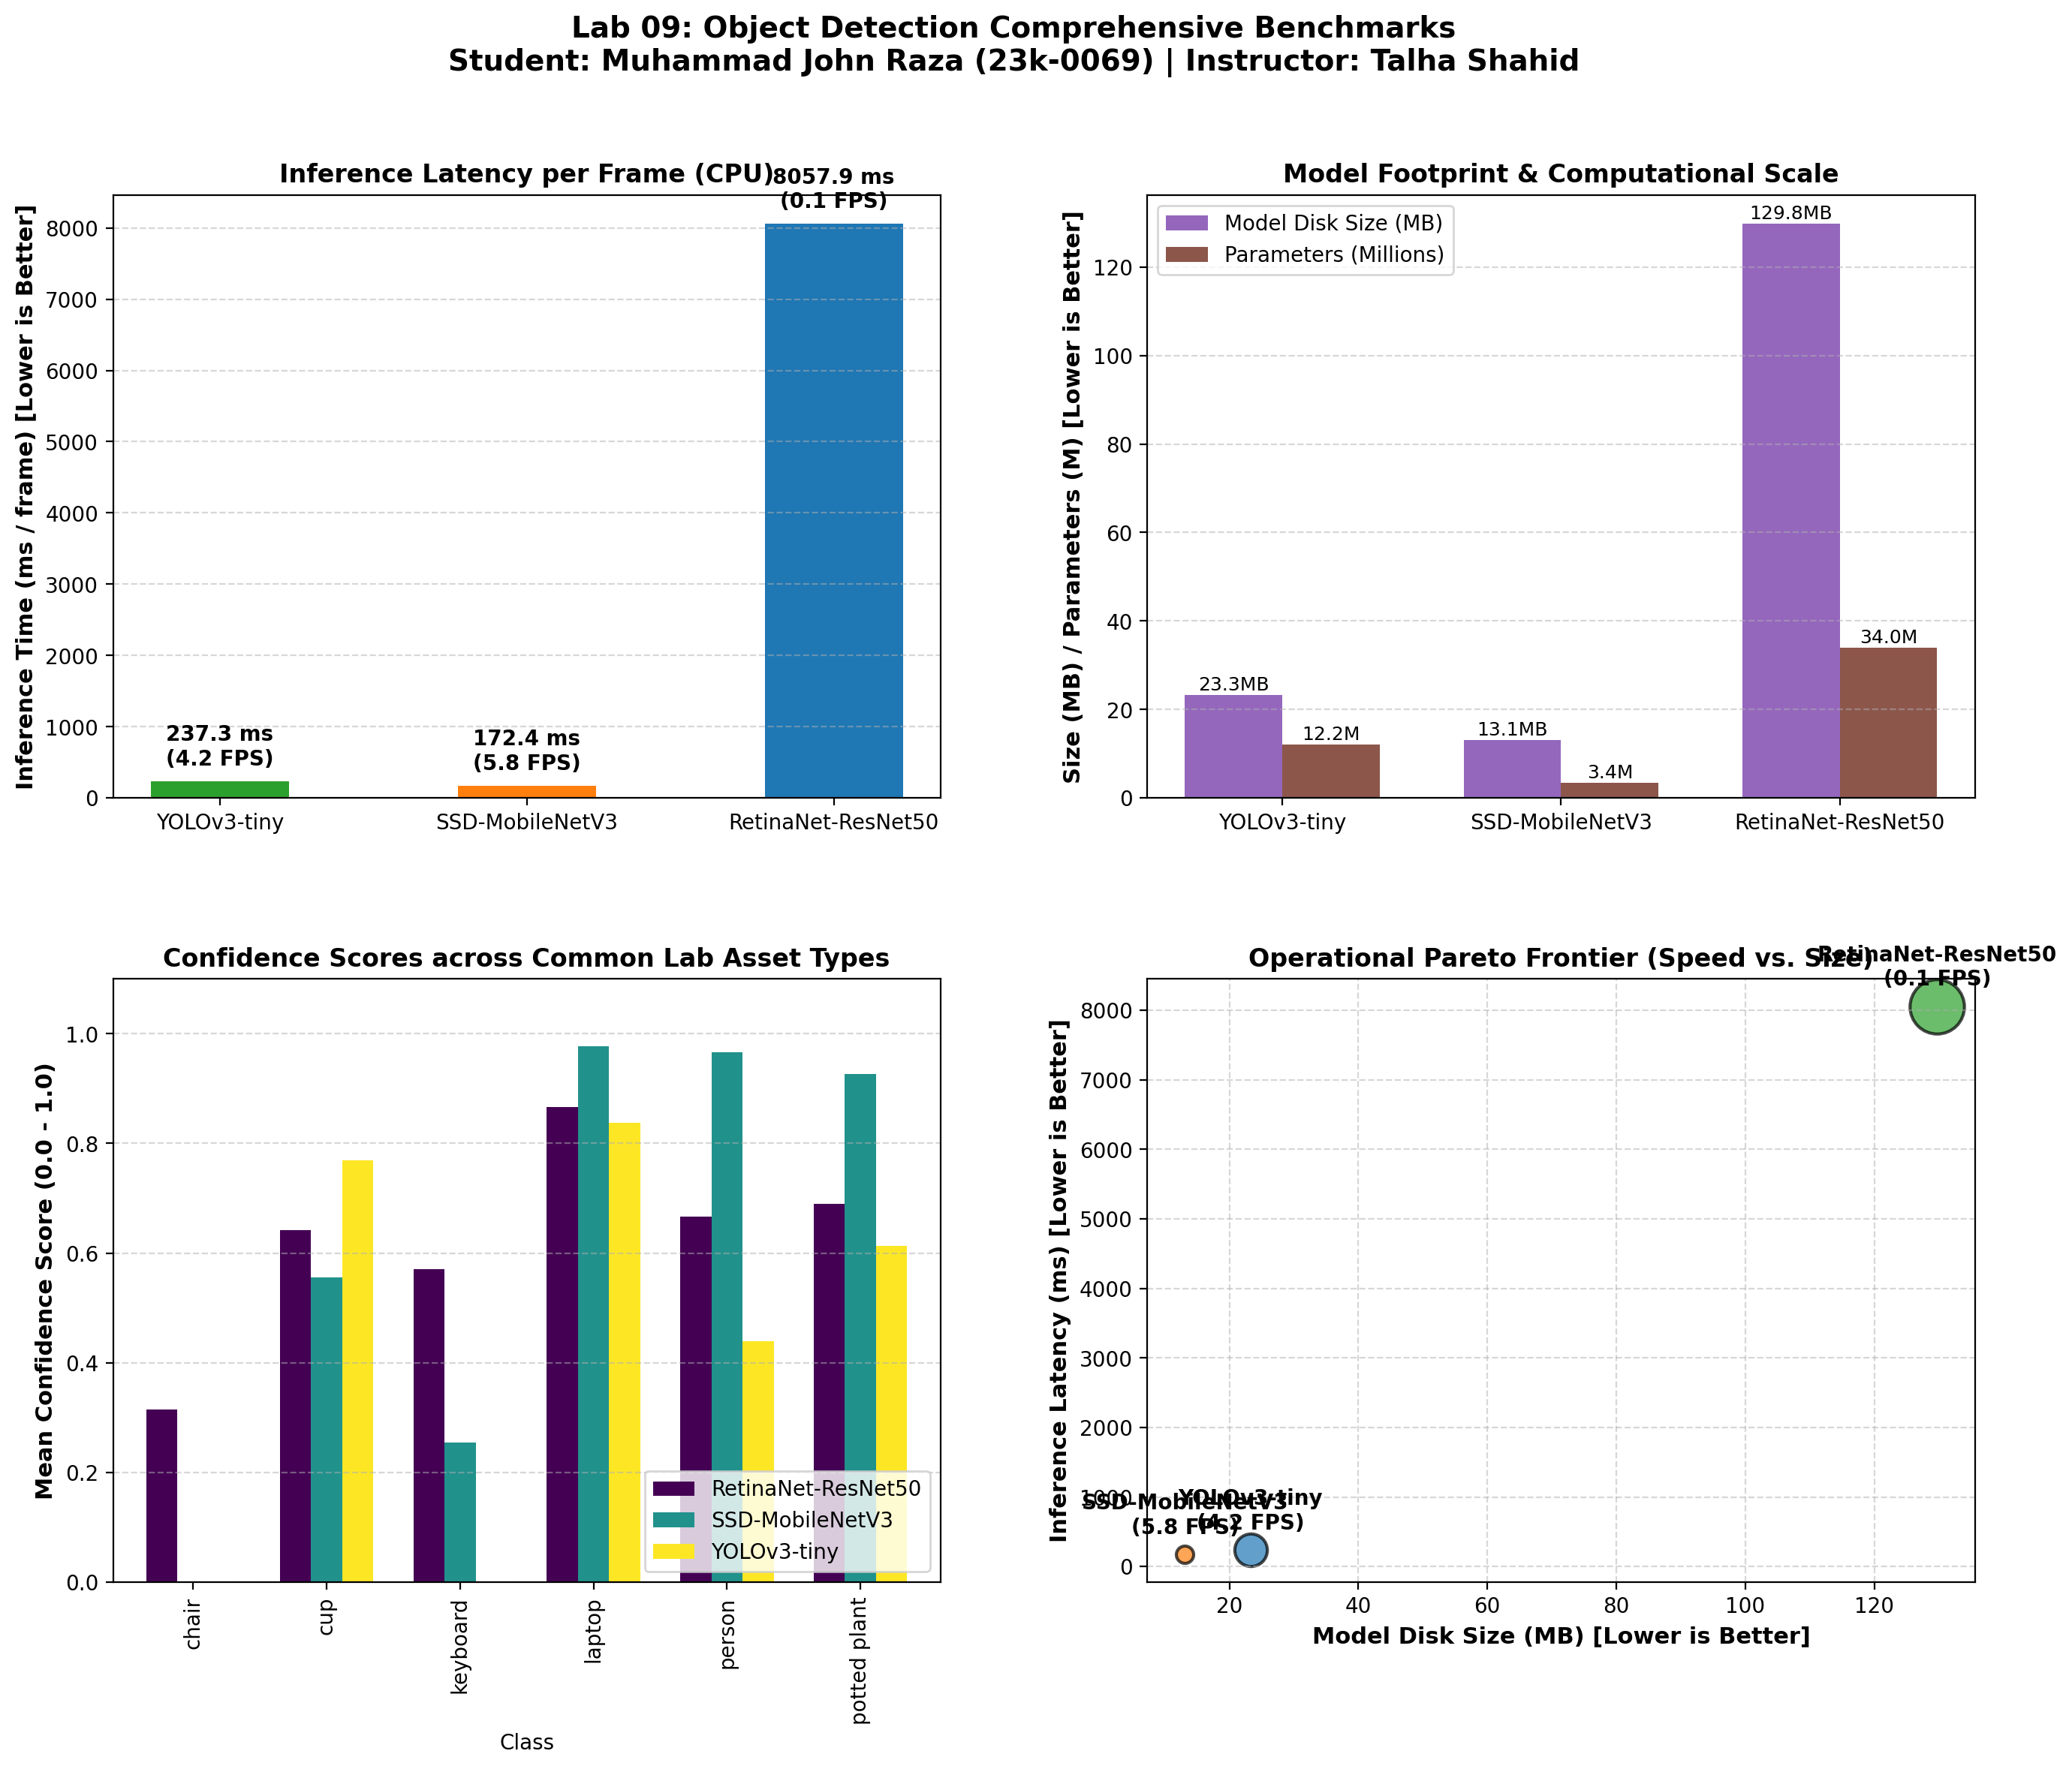 Lab 09: Object Detection Comprehensive Benchmarks
Student: Muhammad John Raza (23k-0069) | Instructor: Talha Shahid
Inference Latency per Frame (CPU)
8057.9 ms
(0.1 FPS)
Inference Time (ms / frame) [Lower is Better]
8000
7000
6000
5000
4000
3000
2000
1000
0
237.3 ms
(4.2 FPS)
172.4 ms
(5.8 FPS)
YOLOv3-tiny
SSD-MobileNetV3
RetinaNet-ResNet50
Model Footprint & Computational Scale
Size (MB) / Parameters (M) [Lower is Better]
Model Disk Size (MB)
Parameters (Millions)
120
100
80
60
40
20
0
23.3MB
12.2M
13.1MB
3.4M
129.8MB
34.0M
YOLOv3-tiny
SSD-MobileNetV3
RetinaNet-ResNet50
Confidence Scores across Common Lab Asset Types
Mean Confidence Score (0.0 - 1.0)
1.0
0.8
0.6
0.4
0.2
0.0
RetinaNet-ResNet50
SSD-MobileNetV3
YOLOv3-tiny
chair
cup
keyboard
laptop
person
potted plant
Class
Operational Pareto Frontier (Speed vs. Size)
RetinaNet-ResNet50
(0.1 FPS)
Inference Latency (ms) [Lower is Better]
8000
7000
6000
5000
4000
3000
2000
1000
0
SSD-MobileNetV3
(5.8 FPS)
YOLOv3-tiny
(4.2 FPS)
20
40
60
80
100
120
Model Disk Size (MB) [Lower is Better]